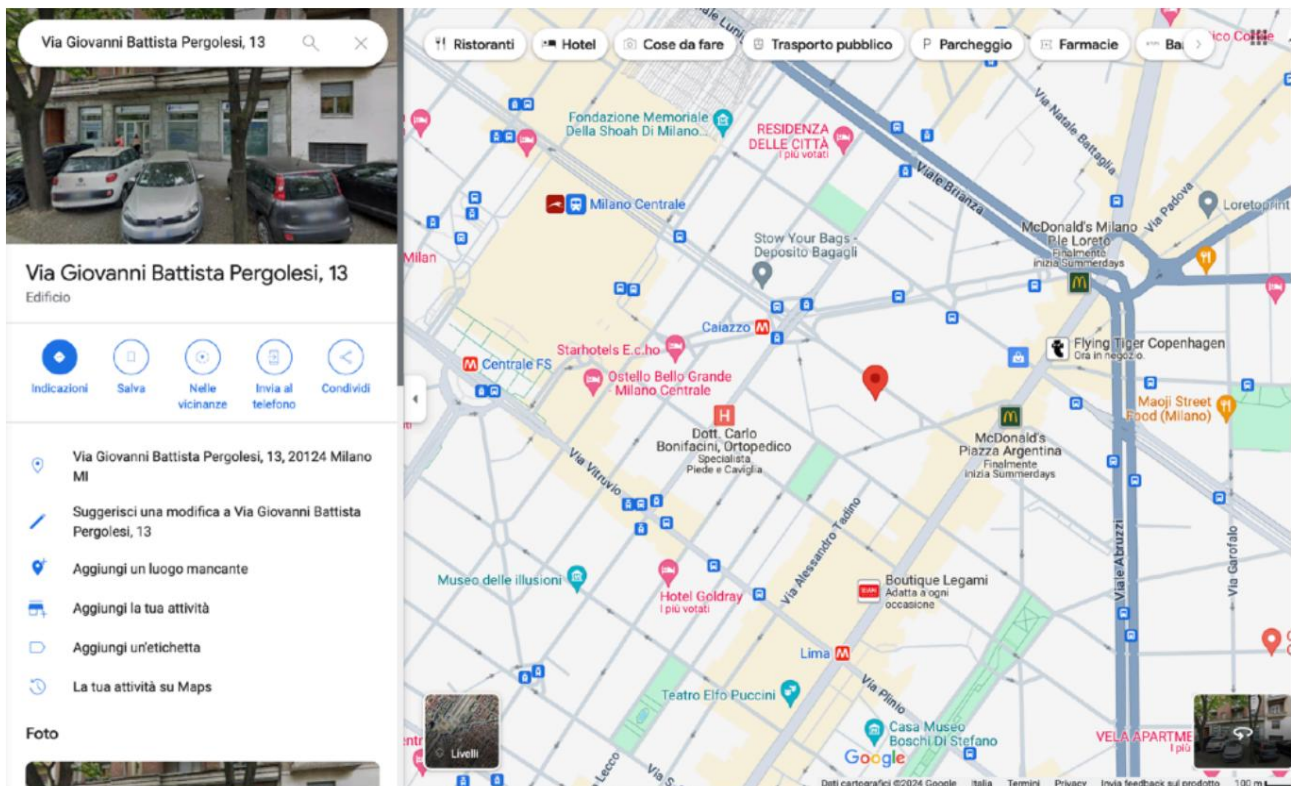 Via Giovanni Battista Pergolesi, 13
Via Giovanni Battista Pergolesi, 13
Edificio
Indicazioni
Salva
Nelle
vicinanze
Invia al
telefono
Condividi
Via Giovanni Battista Pergolesi, 13, 20124 Milano
MI
Suggerisci una modifica a Via Giovanni Battista
Pergolesi, 13
Aggiungi un luogo mancante
Aggiungi la tua attività
Aggiungi un'etichetta
La tua attività su Maps
Foto
Ristoranti
Hotel
Cose da fare
Trasporto pubblico
P Parcheggio
Farmacie
Fondazione Memoriale
Della Shoah Di Milano...
RESIDENZA
DELLE CITTÀ
I più votati
Via Natale Battaglia
Viale Brianza
Via Padova
Loretoprint
Milano Centrale
Milan
McDonald's Milano
P.le Loreto
Finalmente
inizia Summerdays
Stow Your Bags -
Deposito Bagagli
Caiazzo M
Starhotels E.c.ho
M Centrale FS
Ostello Bello Grande
Milano Centrale
Flying Tiger Copenhagen
Ora in negozio.
Maoji Street
Food (Milano)
H
Dott. Carlo
Bonifacini, Ortopedico
Specialista
Piede e Caviglia
McDonald's
Piazza Argentina
Finalmente
inizia Summerdays
Via Vitruvio
Via Alessandro Tadino
Viale Abruzzi
Via Garofalo
Museo delle illusioni
Hotel Goldray
I più votati
Boutique Legami
Adatta a ogni
occasione
Lima M
Via Plinio
Teatro Elfo Puccini
Casa Museo
Boschi Di Stefano
VELA APARTME
I più
Lecco
Livelli
Google
Dati cartografici ©2024 Google Italia Termini Privacy Invia feedback sul prodotto 100 m